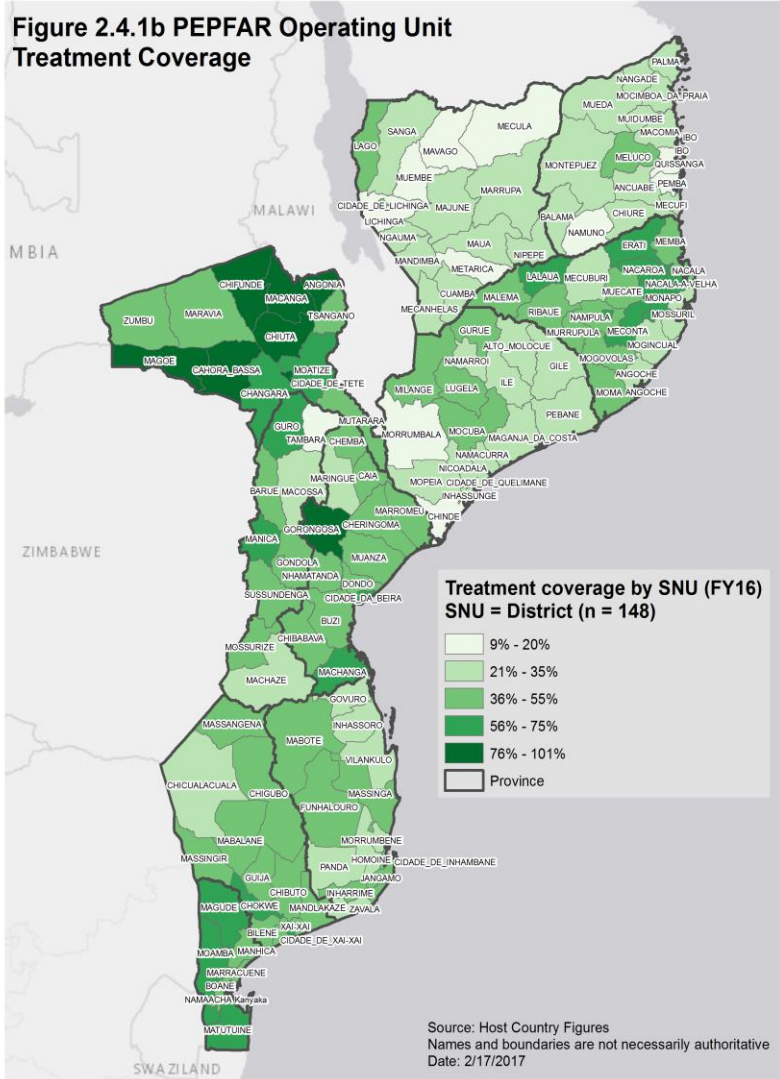 Figure 2.4.1b PEPFAR Operating Unit
Treatment Coverage
PALMA
NANGADE
MOCIMBOA_DA_PRAIA
MUEDA
MUIDUMBE
MACOMIA
IBO
IBO
MELUCO
QUISSANGA
MONTEPUEZ
PEMBA
ANCUABE
MECUFI
CHIURE
BALAMA
NAMUNO
LAGO
SANGA
MECULA
MAVAGO
MUEMBE
MARRUPA
CIDADE_DE_LICHINGA
MAJUNE
LICHINGA
NGAUMA
MAUA
NIPEPE
MANDIMBA
METARICA
CUAMBA
MECANHELAS
MALAWI
MBIA
ERATI
MEMBA
LALAUA
MECUBURI
NACAROA
NACALA
NACALA-A-VELHA
MUECATE
MONAPO
MALEMA
RIBAUE
NAMPULA
MOSSURIL
MECONTA
MURRUPULA
MOGINCUAL
MOGOVOLAS
ANGOCHE
MOMA
ANGOCHE
CHIFUNDE
ANGONIA
MACANGA
TSANGANO
ZUMBU
MARAVIA
CHIUTA
MAGOE
CAHORA_BASSA
MOATIZE
CIDADE_DE_TETE
CHANGARA
MUTARARA
GURUE
ALTO_MOLOCUE
NAMARROI
GILE
ILE
MILANGE
LUGELA
PEBANE
MORRUMBALA
MOCUBA
MAGANJA_DA_COSTA
NAMACURRA
NICOADALA
MOPEIA
CIDADE_DE_QUELIMANE
INHASSUNGE
CHINDE
GURO
TAMBARA
CHEMBA
MARINGUE
CAIA
BARUE
MACOSSA
MARROMEU
GORONGOSA
CHERINGOMA
MANICA
MUANZA
GONDOLA
NHAMATANDA
DONDO
SUSSUNDENGA
CIDADE_DA_BEIRA
BUZI
CHIBABAVA
MOSSURIZE
MACHANGA
MACHAZE
ZIMBABWE
GOVURO
MASSANGENA
INHASSORO
MABOTE
VILANKULO
CHICUALACUALA
CHIGUBO
MASSINGA
FUNHALOURO
MABALANE
MORRUMBENE
MASSINGIR
HOMOINE
CIDADE_DE_INHAMBANE
PANDA
GUIJA
JANGAMO
CHIBUTO
INHARRIME
MAGUDE
CHOKWE
MANDLAKAZE
ZAVALA
XAI-XAI
BILENE
CIDADE_DE_XAI-XAI
MOAMBA
MANHICA
MARRACUENE
BOANE
NAMAACHA
Kanyaka
MATUTUINE
SWAZILAND
Treatment coverage by SNU (FY16)
SNU = District (n = 148)
9% - 20%
21% - 35%
36% - 55%
56% - 75%
76% - 101%
Province
Source: Host Country Figures
Names and boundaries are not necessarily authoritative
Date: 2/17/2017